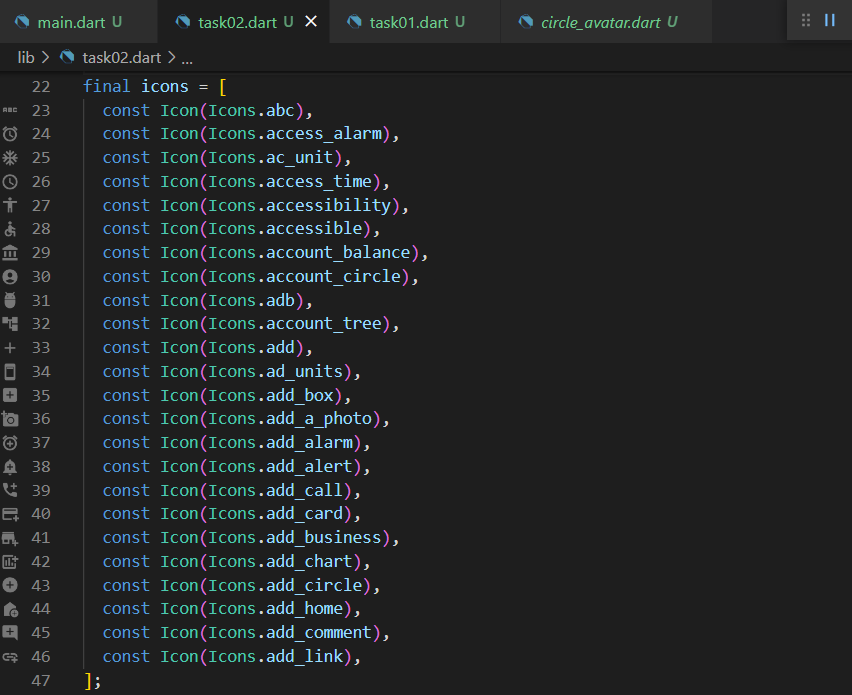 main.dart U task02.dart U task01.dart U circle_avatar.dart U
lib > task02.dart > ...
22 final icons = [
23 const Icon(Icons.abc),
24 const Icon(Icons.access_alarm),
25 const Icon(Icons.ac_unit),
26 const Icon(Icons.access_time),
27 const Icon(Icons.accessibility),
28 const Icon(Icons.accessible),
29 const Icon(Icons.account_balance),
30 const Icon(Icons.account_circle),
31 const Icon(Icons.adb),
32 const Icon(Icons.account_tree),
33 const Icon(Icons.add),
34 const Icon(Icons.ad_units),
35 const Icon(Icons.add_box),
36 const Icon(Icons.add_a_photo),
37 const Icon(Icons.add_alarm),
38 const Icon(Icons.add_alert),
39 const Icon(Icons.add_call),
40 const Icon(Icons.add_card),
41 const Icon(Icons.add_business),
42 const Icon(Icons.add_chart),
43 const Icon(Icons.add_circle),
44 const Icon(Icons.add_home),
45 const Icon(Icons.add_comment),
46 const Icon(Icons.add_link),
47 ];